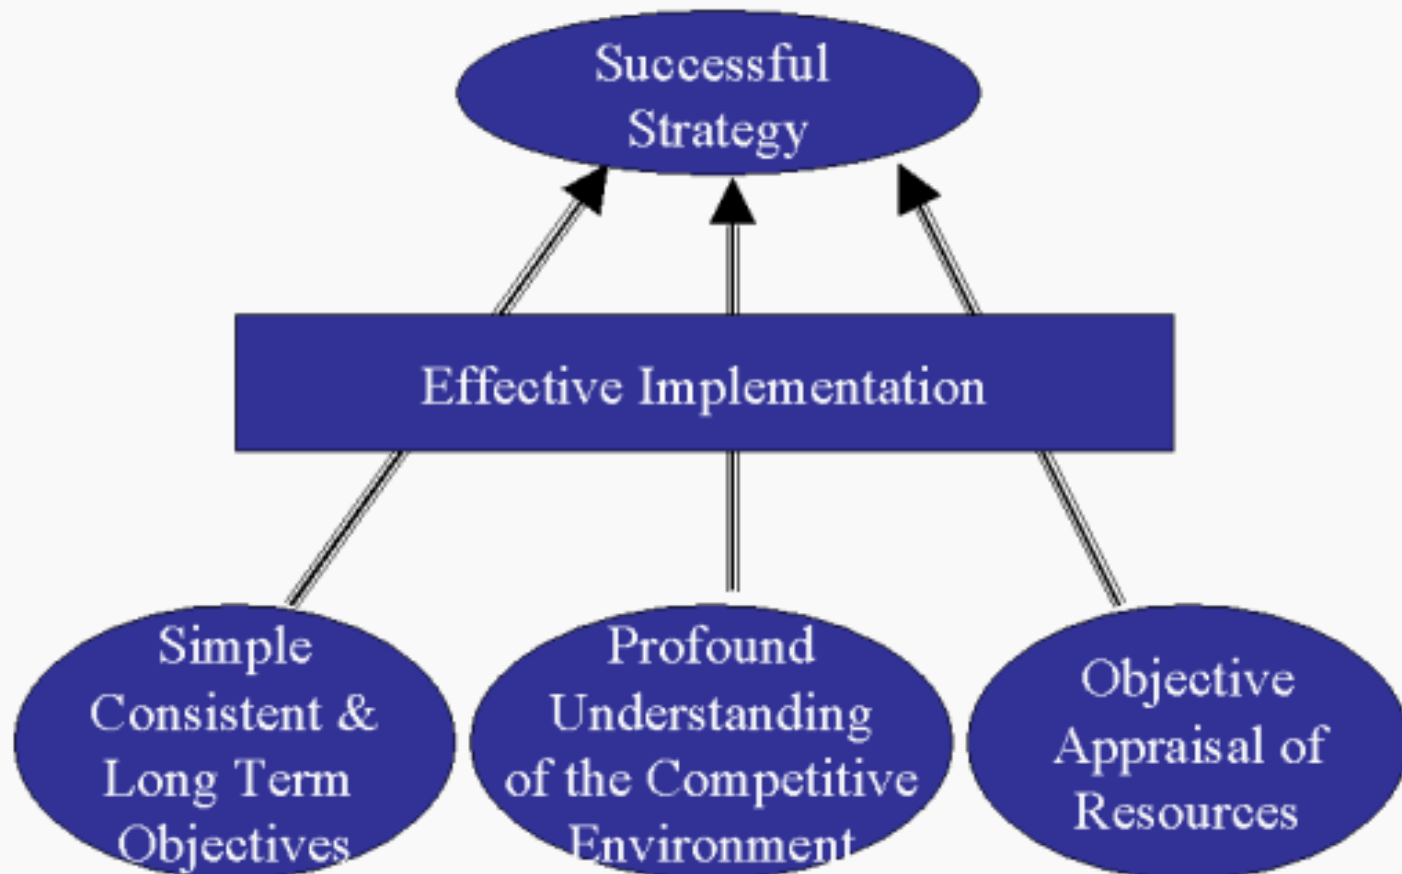 Successful
Strategy
Effective Implementation
Simple
Consistent &
Long Term
Objectives
Profound
Understanding
of the Competitive
Environment
Objective
Appraisal of
Resources